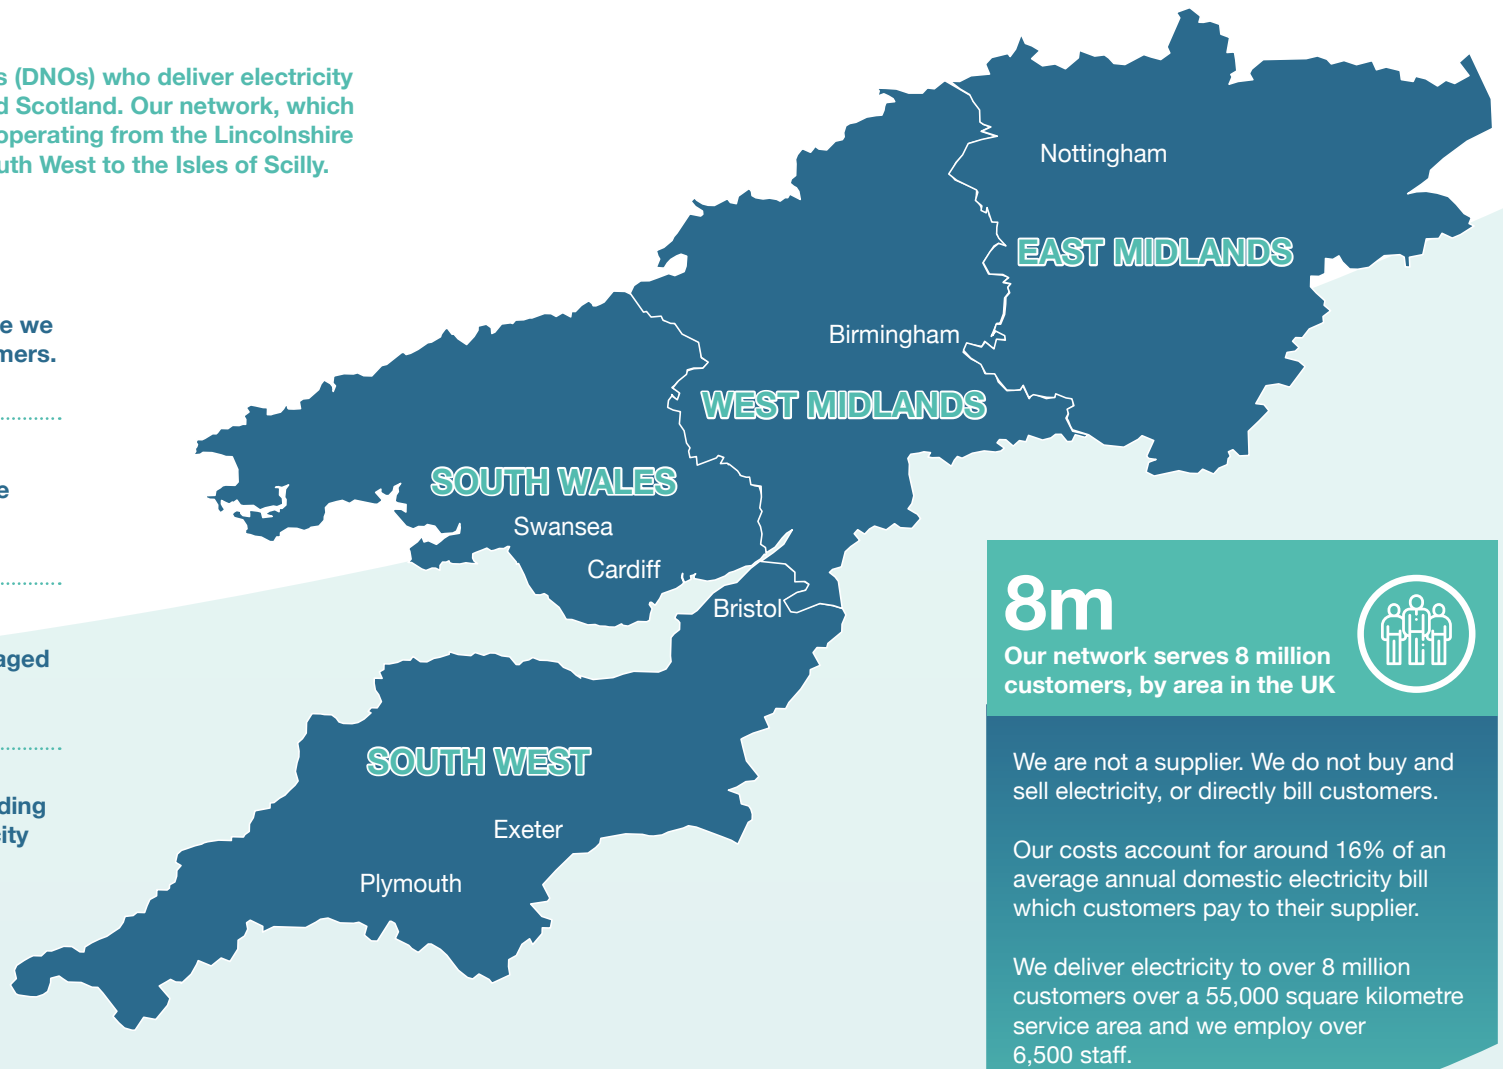 s (DNOs) who deliver electricity
d Scotland. Our network, which
operating from the Lincolnshire
uth West to the Isles of Scilly.
e we
mers.
e
aged
ding
ity
Nottingham
EAST MIDLANDS
Birmingham
WEST MIDLANDS
SOUTH WALES
Swansea
Cardiff
Bristol
SOUTH WEST
Exeter
Plymouth
8m
Our network serves 8 million
customers, by area in the UK
We are not a supplier. We do not buy and
sell electricity, or directly bill customers.
Our costs account for around 16% of an
average annual domestic electricity bill
which customers pay to their supplier.
We deliver electricity to over 8 million
customers over a 55,000 square kilometre
service area and we employ over
6,500 staff.